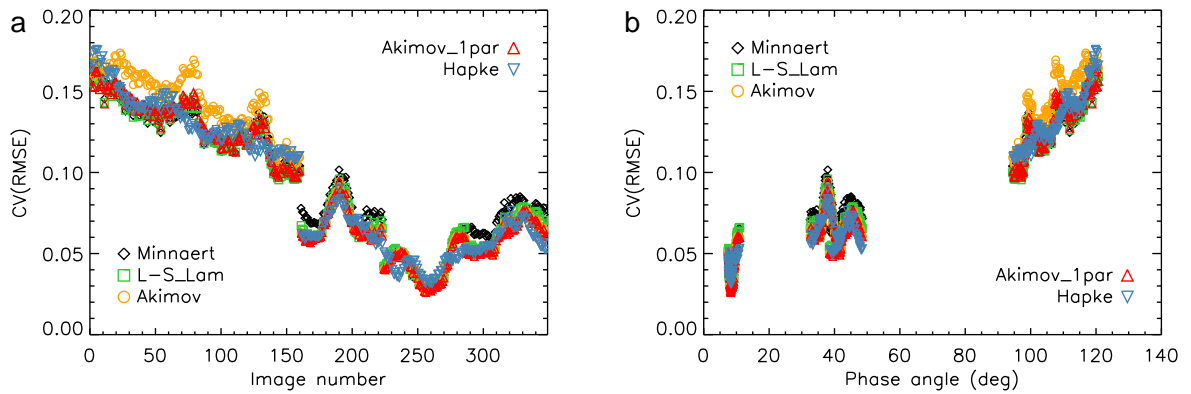 a
0.20
0.15
0.10
0.05
0.00
CV(RMSE)
Akimov_1par
Hapke
Minnaert
L-S_Lam
Akimov
0 50 100 150 200 250 300
Image number
b
0.20
0.15
0.10
0.05
0.00
CV(RMSE)
Minnaert
L-S_Lam
Akimov
Akimov_1par
Hapke
0 20 40 60 80 100 120 140
Phase angle (deg)